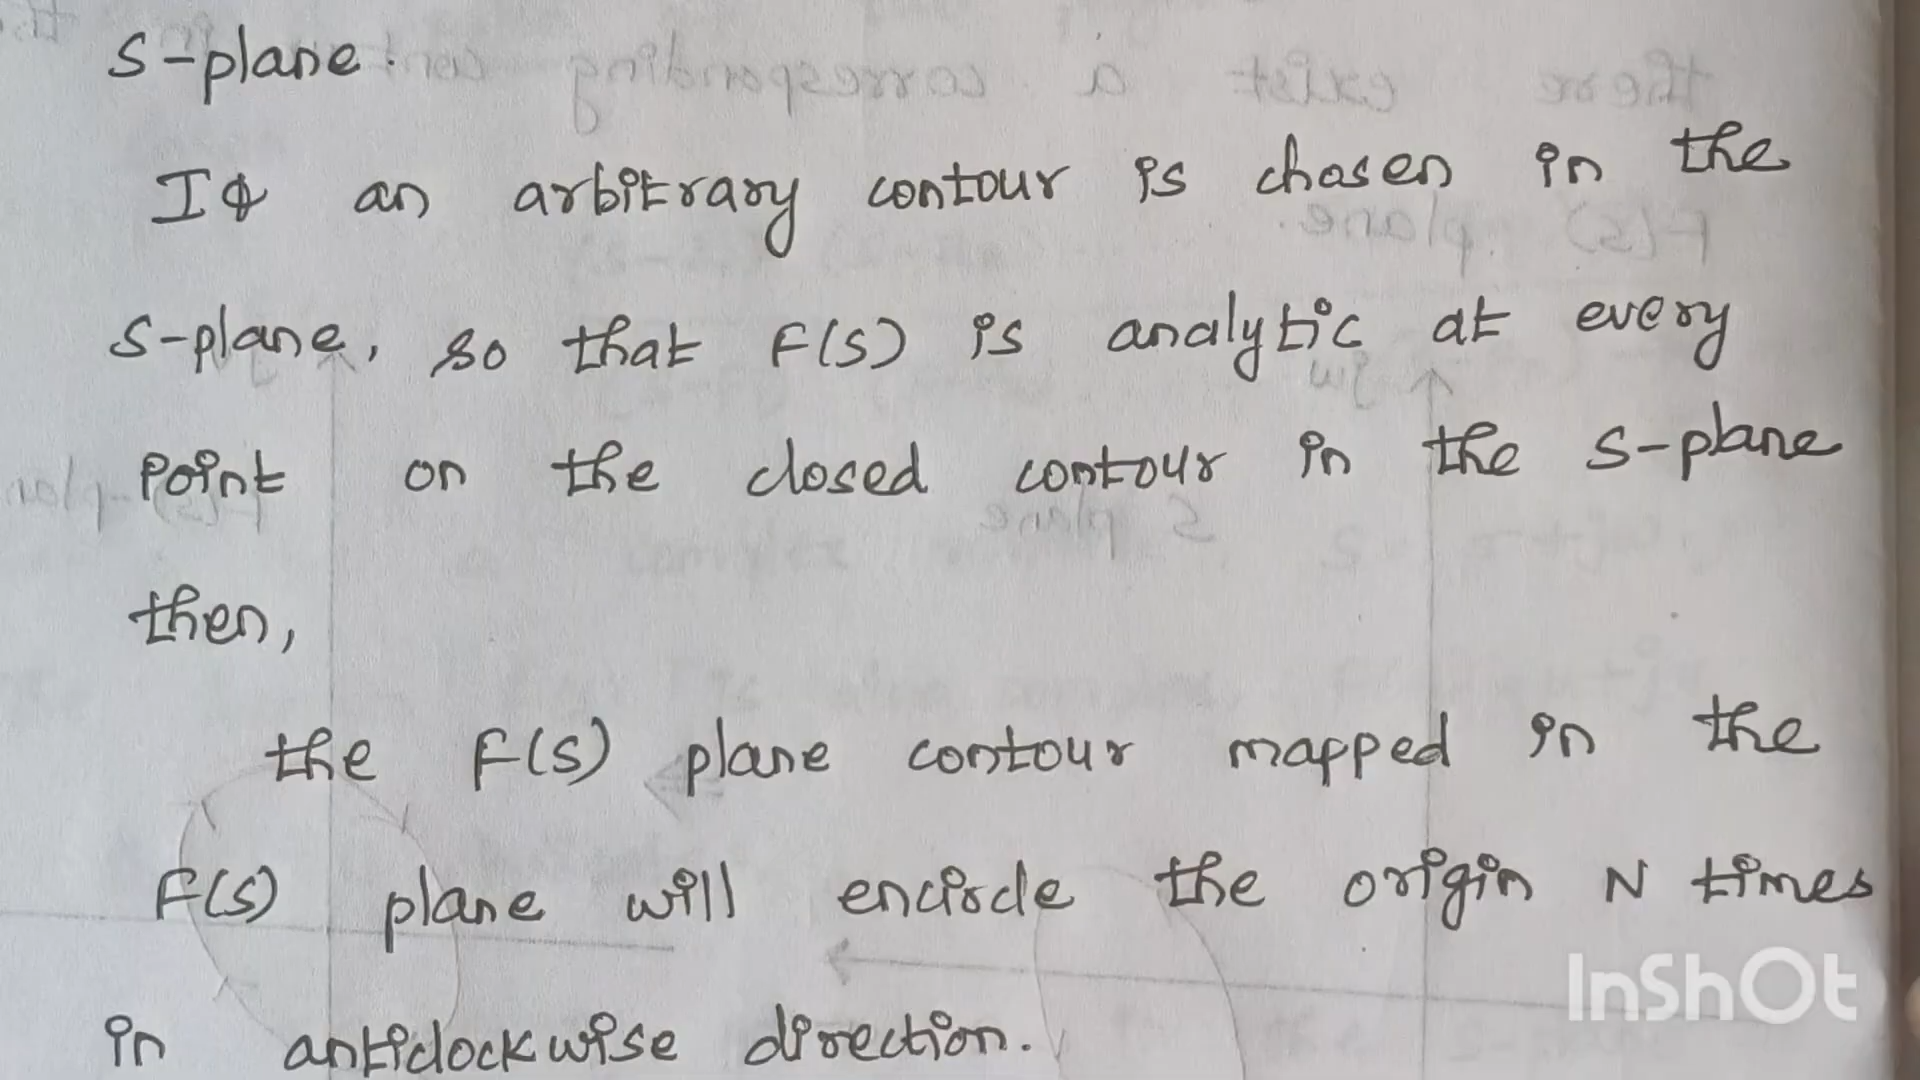 S-plane.
If an arbitrary contour is chosen in the
S-plane, so that F(S) is analytic at every
point on the closed contour in the S-plane
then,
the F(S) plane contour mapped in the
F(S) plane will encircle the origin N times
in anticlockwise direction.
InShOt